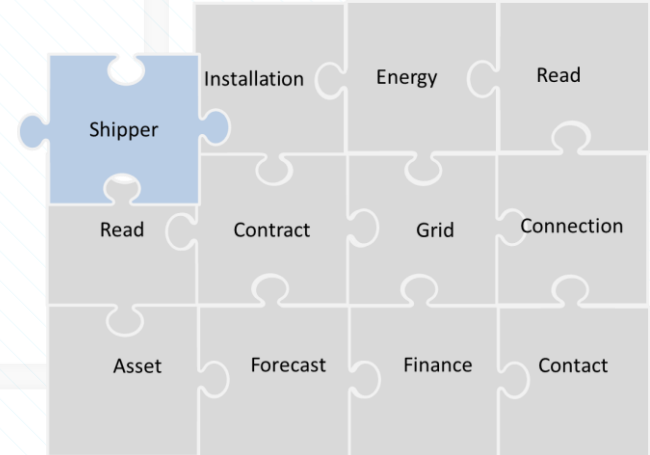 Installation
Energy
Read
Shipper
Read
Contract
Grid
Connection
Asset
Forecast
Finance
Contact